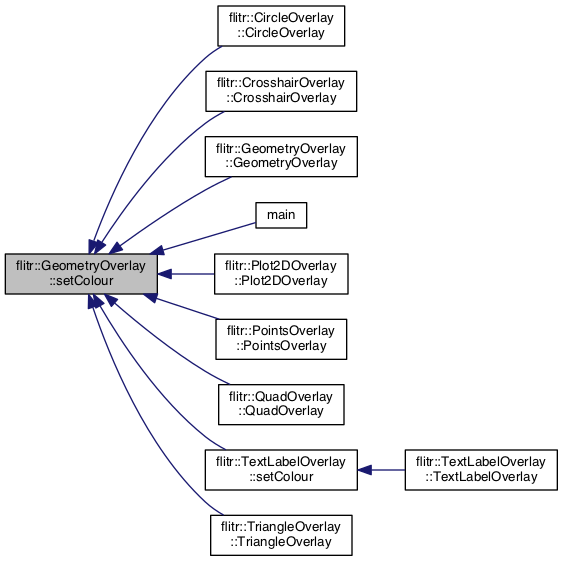 flitr::CircleOverlay
::CircleOverlay
flitr::CrosshairOverlay
::CrosshairOverlay
flitr::GeometryOverlay
::GeometryOverlay
main
flitr::GeometryOverlay
::setColour
flitr::Plot2DOverlay
::Plot2DOverlay
flitr::PointsOverlay
::PointsOverlay
flitr::QuadOverlay
::QuadOverlay
flitr::TextLabelOverlay
::setColour
flitr::TextLabelOverlay
::TextLabelOverlay
flitr::TriangleOverlay
::TriangleOverlay